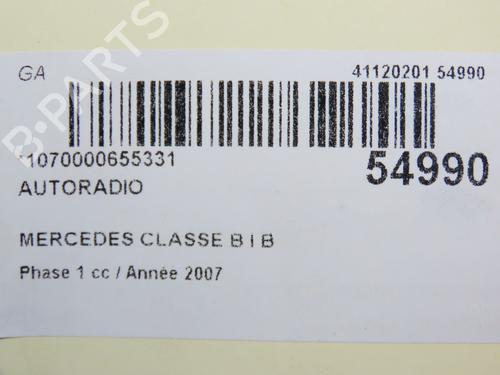 GA 41120201 54990
*1070000655331 54990
AUTORADIO
MERCEDES CLASSE B I B
Phase 1 cc / Année 2007
B-PARTS